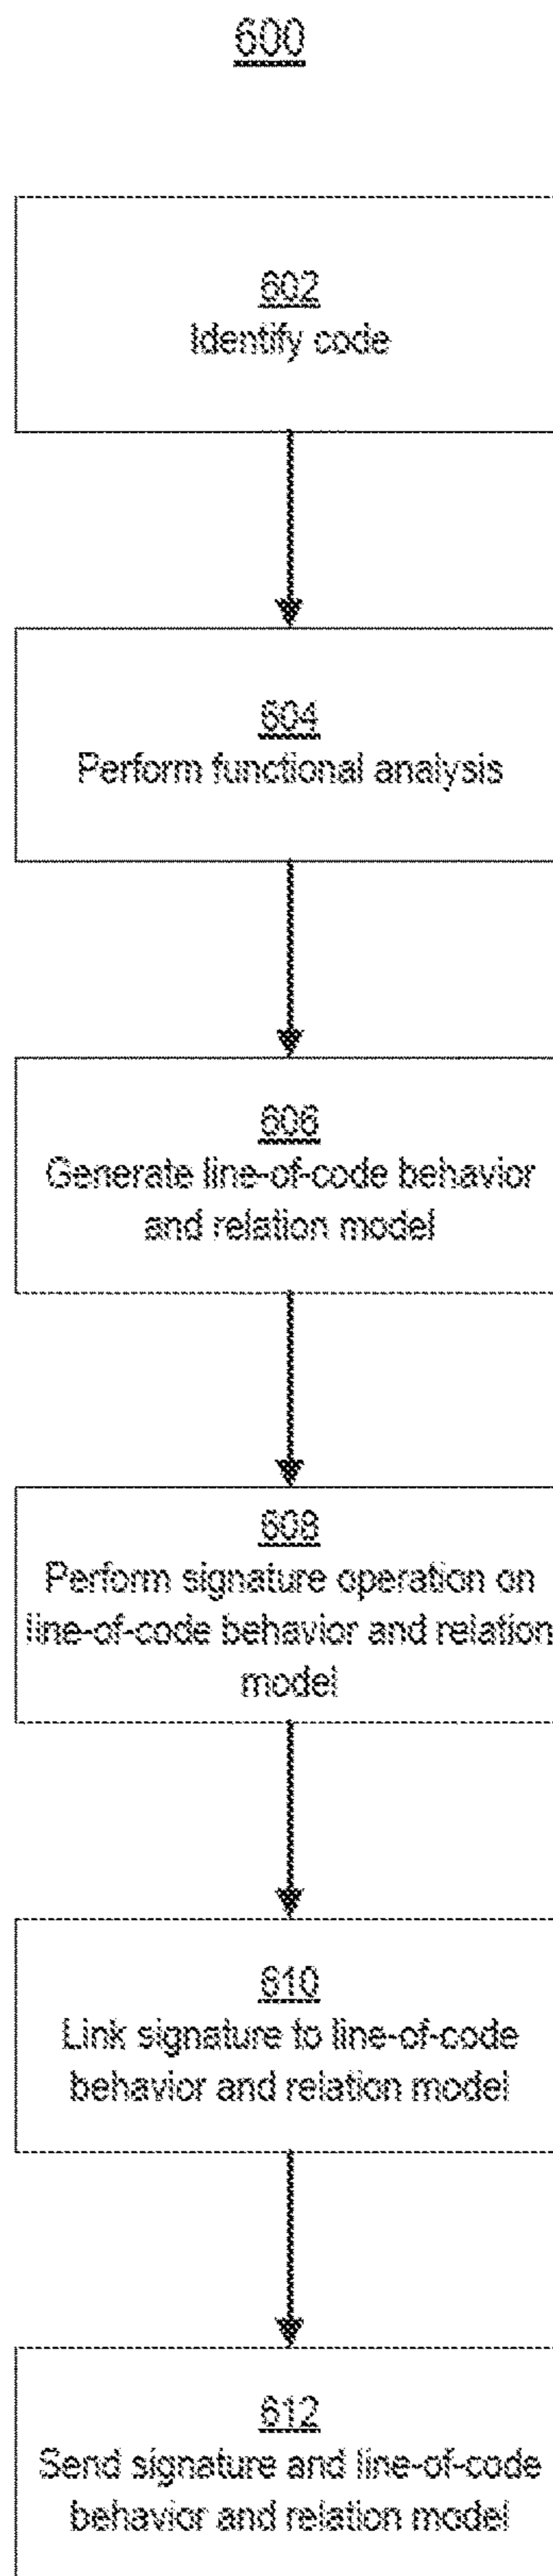 600
602
Identify code
604
Perform functional analysis
606
Generate line-of-code behavior
and relation model
608
Perform signature operation on
line-of-code behavior and relation
model
610
Link signature to line-of-code
behavior and relation model
612
Send signature and line-of-code
behavior and relation model